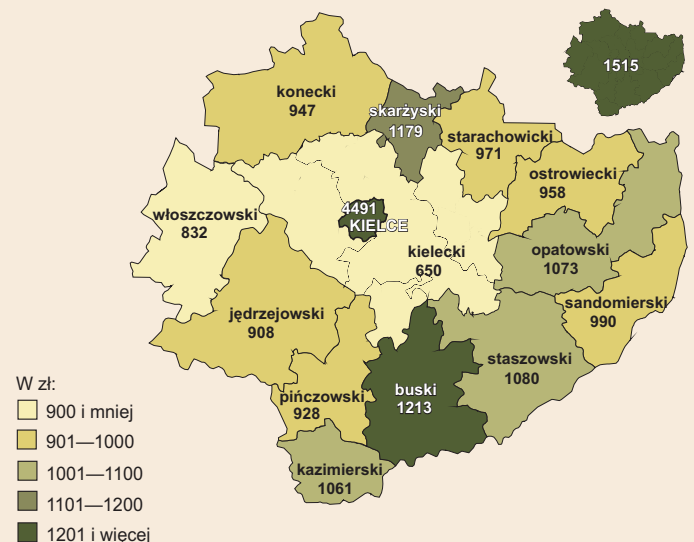 1515
konecki
947
skarżyski
1179
starachowicki
971
ostrowiecki
958
włoszczowski
832
4491
KIELCE
kielecki
650
opatowski
1073
sandomierski
990
jędrzejowski
908
staszowski
1080
buski
1213
pińczowski
928
kazimierski
1061
W zł:
900 i mniej
901—1000
1001—1100
1101—1200
1201 i więcej